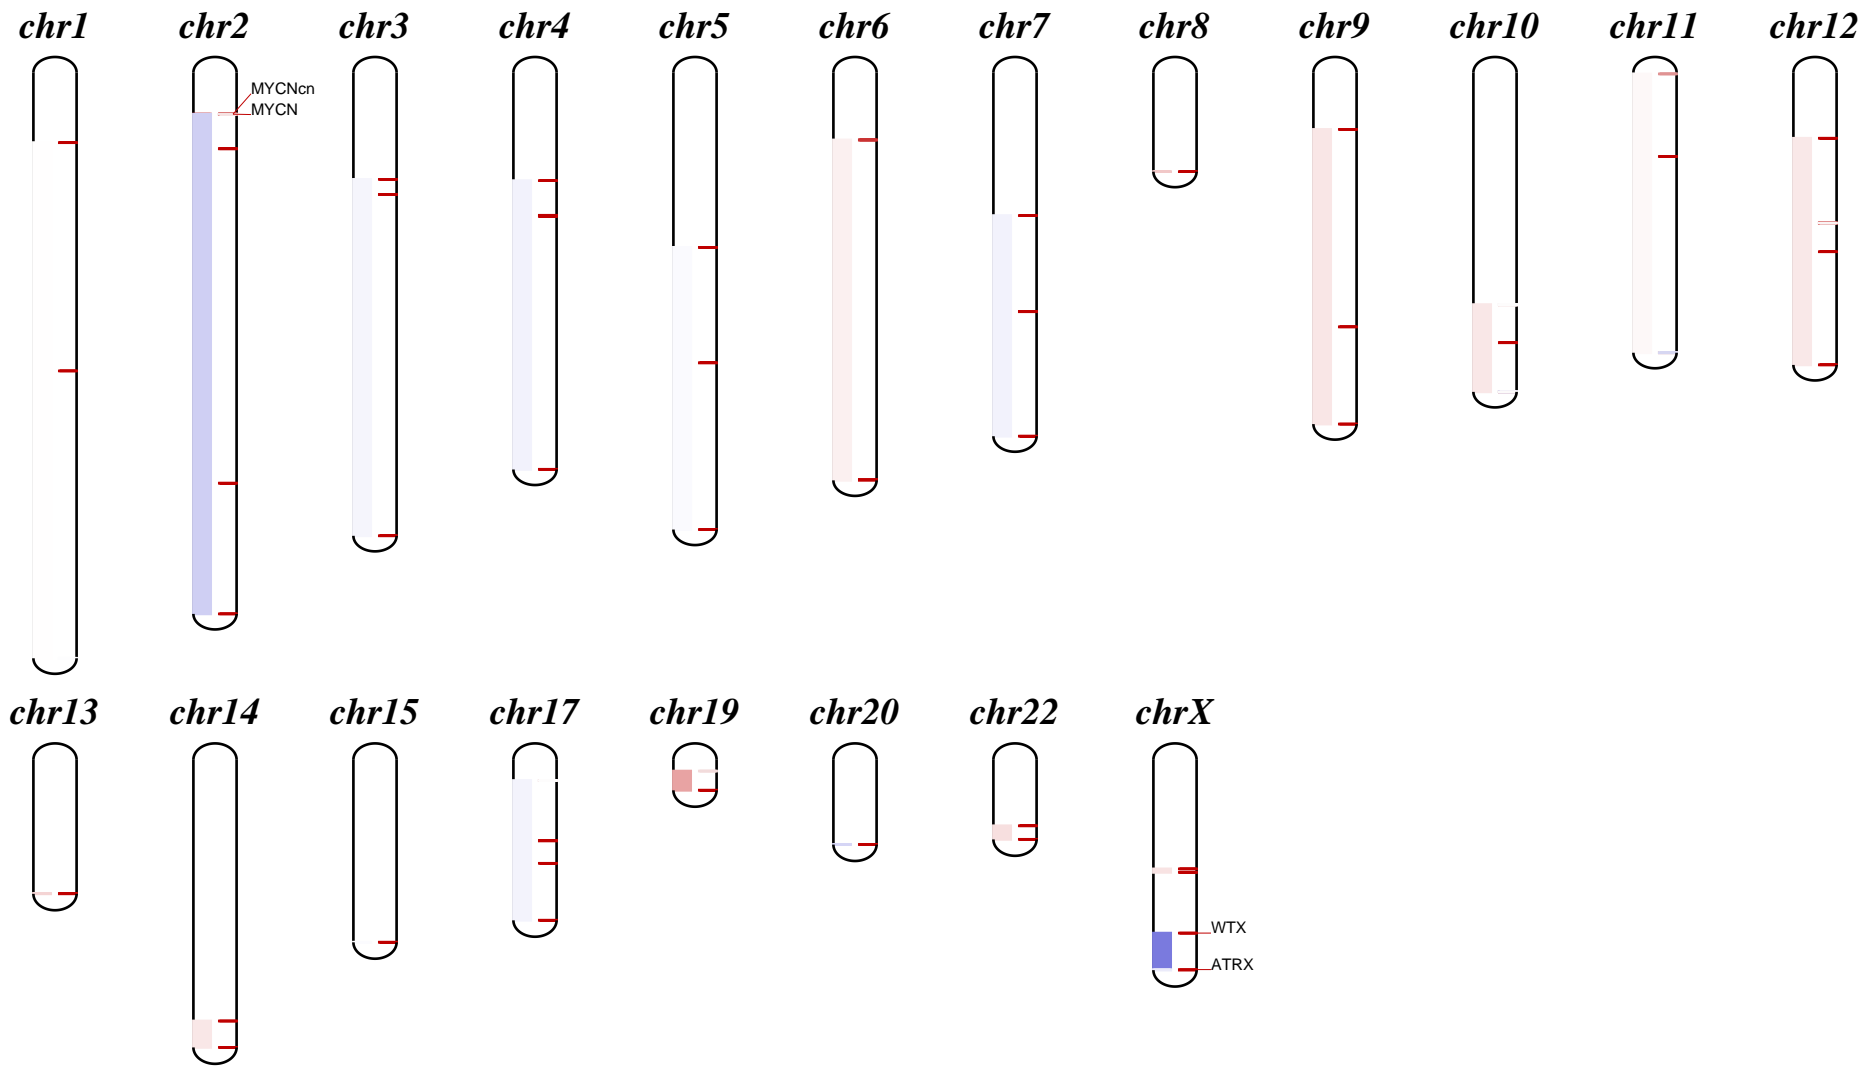 chr1 chr2 chr3 chr4 chr5 chr6 chr7 chr8 chr9 chr10 chr11 chr12
MYCNcn
MYCN
chr13 chr14 chr15 chr17 chr19 chr20 chr22 chrX
WTX
ATRX